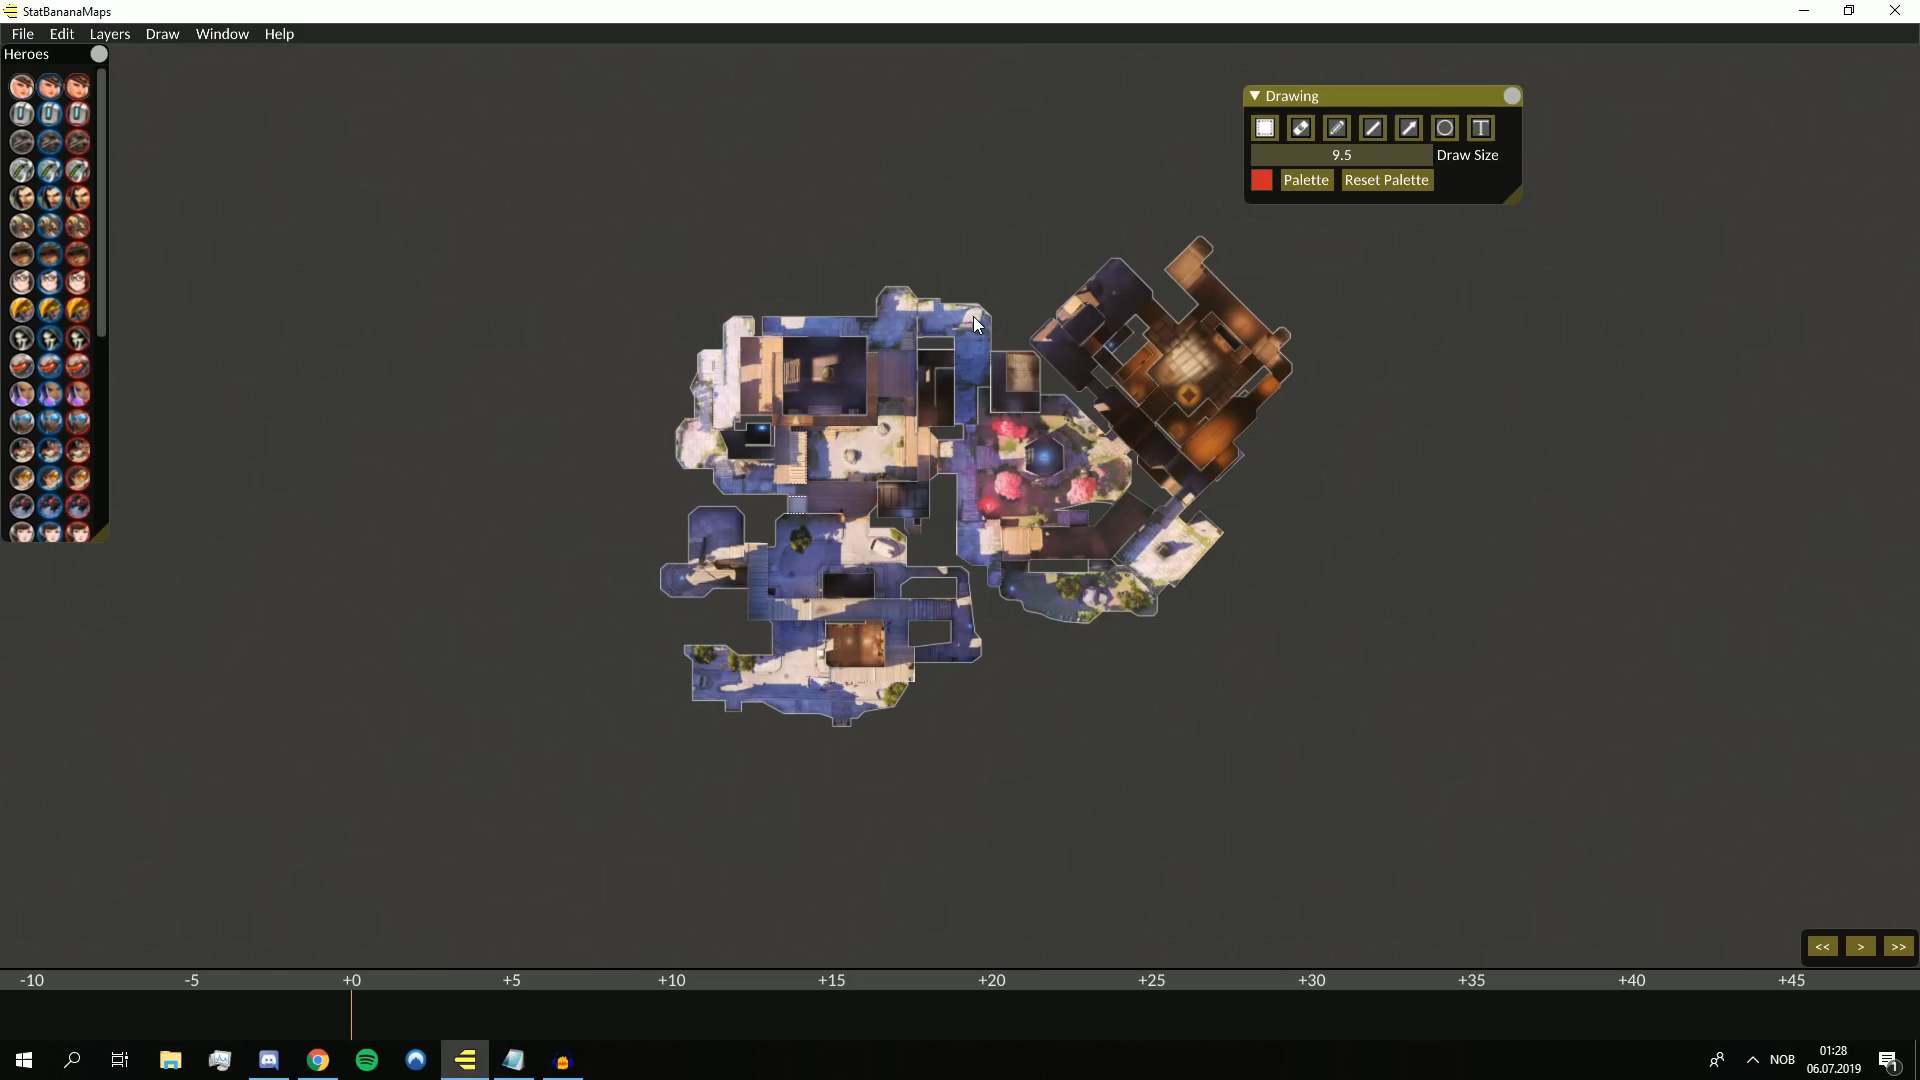 StatBananaMaps
File Edit Layers Draw Window Help
Heroes
Drawing
T
9.5 Draw Size
Palette Reset Palette
<< > >>
-10 -5 +0 +5 +10 +15 +20 +25 +30 +35 +40 +45
NOB
01:28
06.07.2019
1